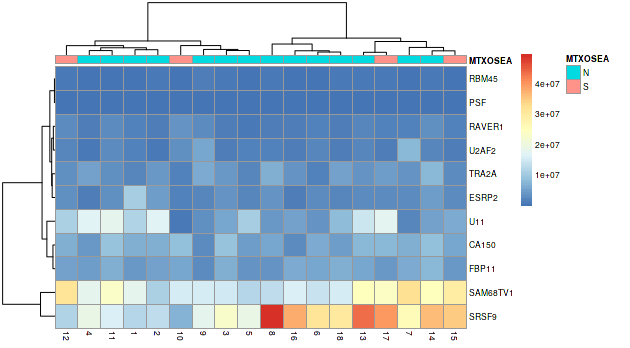 MTXOSEA
MTXOSEA
N
S
4e+07
3e+07
2e+07
1e+07
RBM45
PSF
RAVER1
U2AF2
TRA2A
ESRP2
U11
CA150
FBP11
SAM68TV1
SRSF9
12
4
11
1
2
10
9
3
5
8
16
6
18
13
17
7
14
15